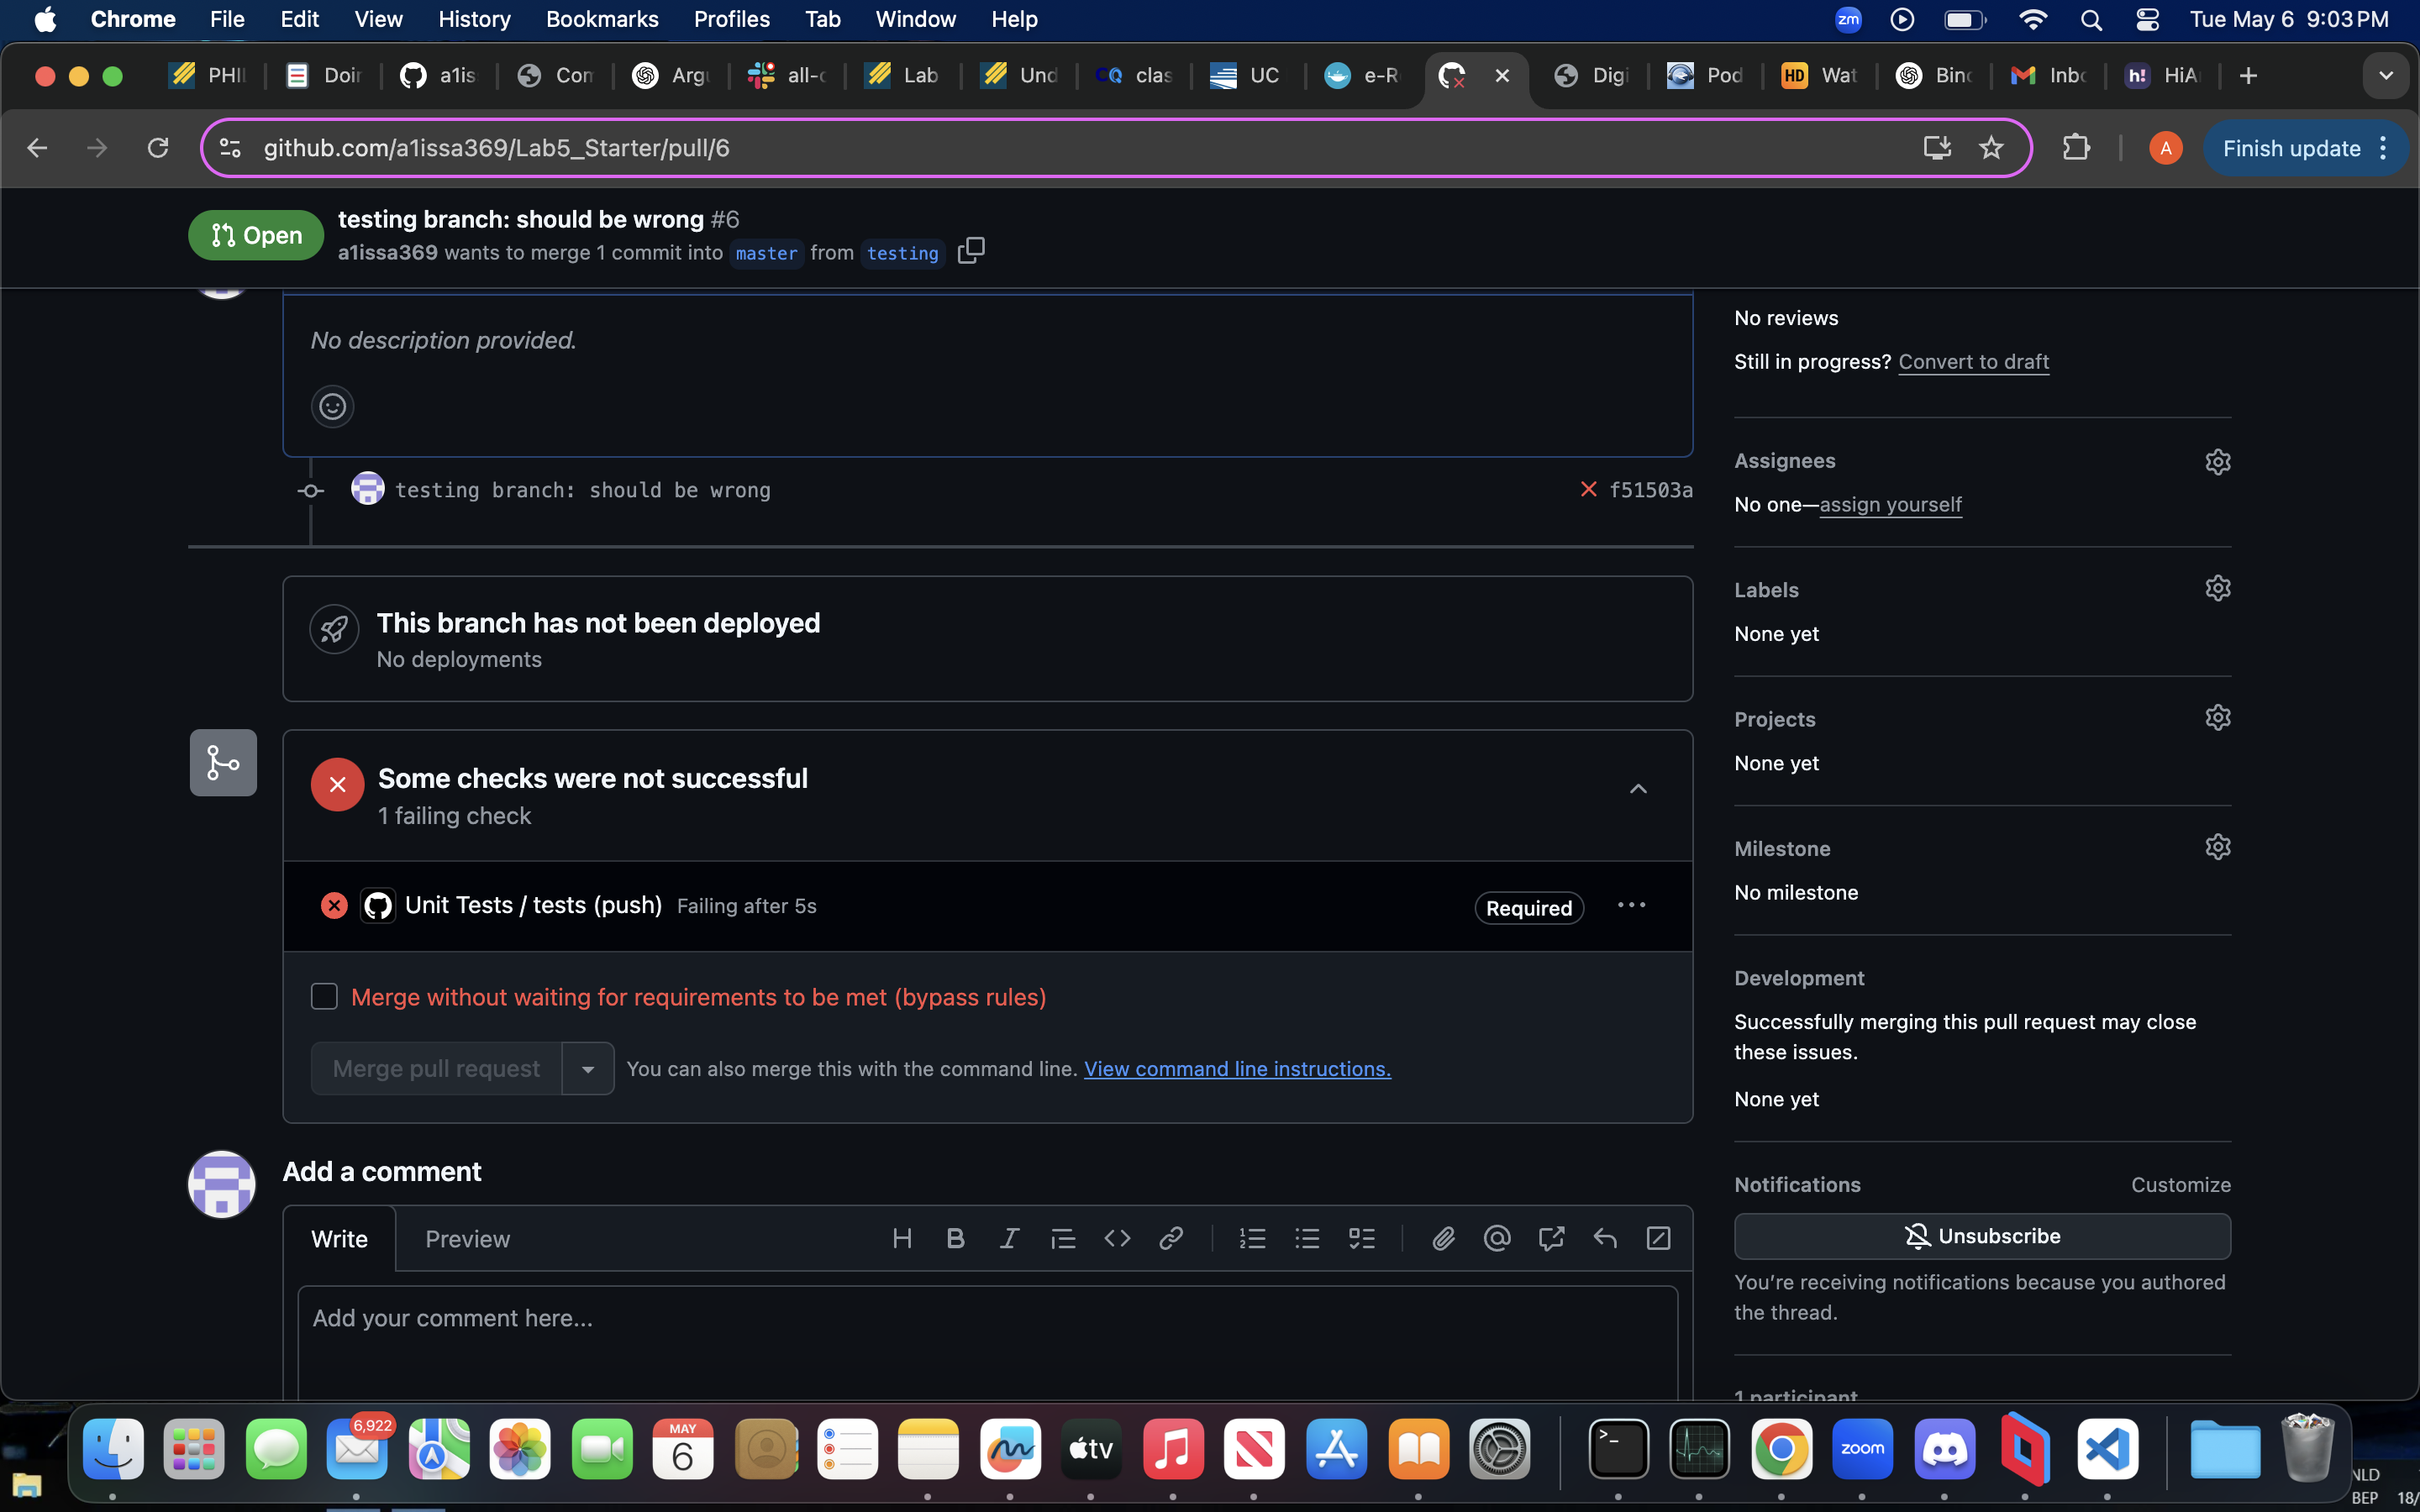 Chrome File Edit View History Bookmarks Profiles Tab Window Help zm Tue May 6 9:03 PM
PHI Doi a1is Con Arg all-c Lab Und CQ clas UC e-R Digi Pod HD Wat Bin Inb h! HiA
github.com/a1issa369/Lab5_Starter/pull/6 A Finish update
Open
testing branch: should be wrong #6
a1issa369 wants to merge 1 commit into master from testing
No description provided.
testing branch: should be wrong f51503a
This branch has not been deployed
No deployments
Some checks were not successful
1 failing check
Unit Tests / tests (push) Failing after 5s Required
Merge without waiting for requirements to be met (bypass rules)
Merge pull request You can also merge this with the command line. View command line instructions.
Add a comment
Write Preview
Add your comment here...
No reviews
Still in progress? Convert to draft
Assignees
No one—assign yourself
Labels
None yet
Projects
None yet
Milestone
No milestone
Development
Successfully merging this pull request may close
these issues.
None yet
Notifications Customize
Unsubscribe
You're receiving notifications because you authored
the thread.
1 participant
6,922
MAY
6
tv
zoom
NLD
BEP 18/